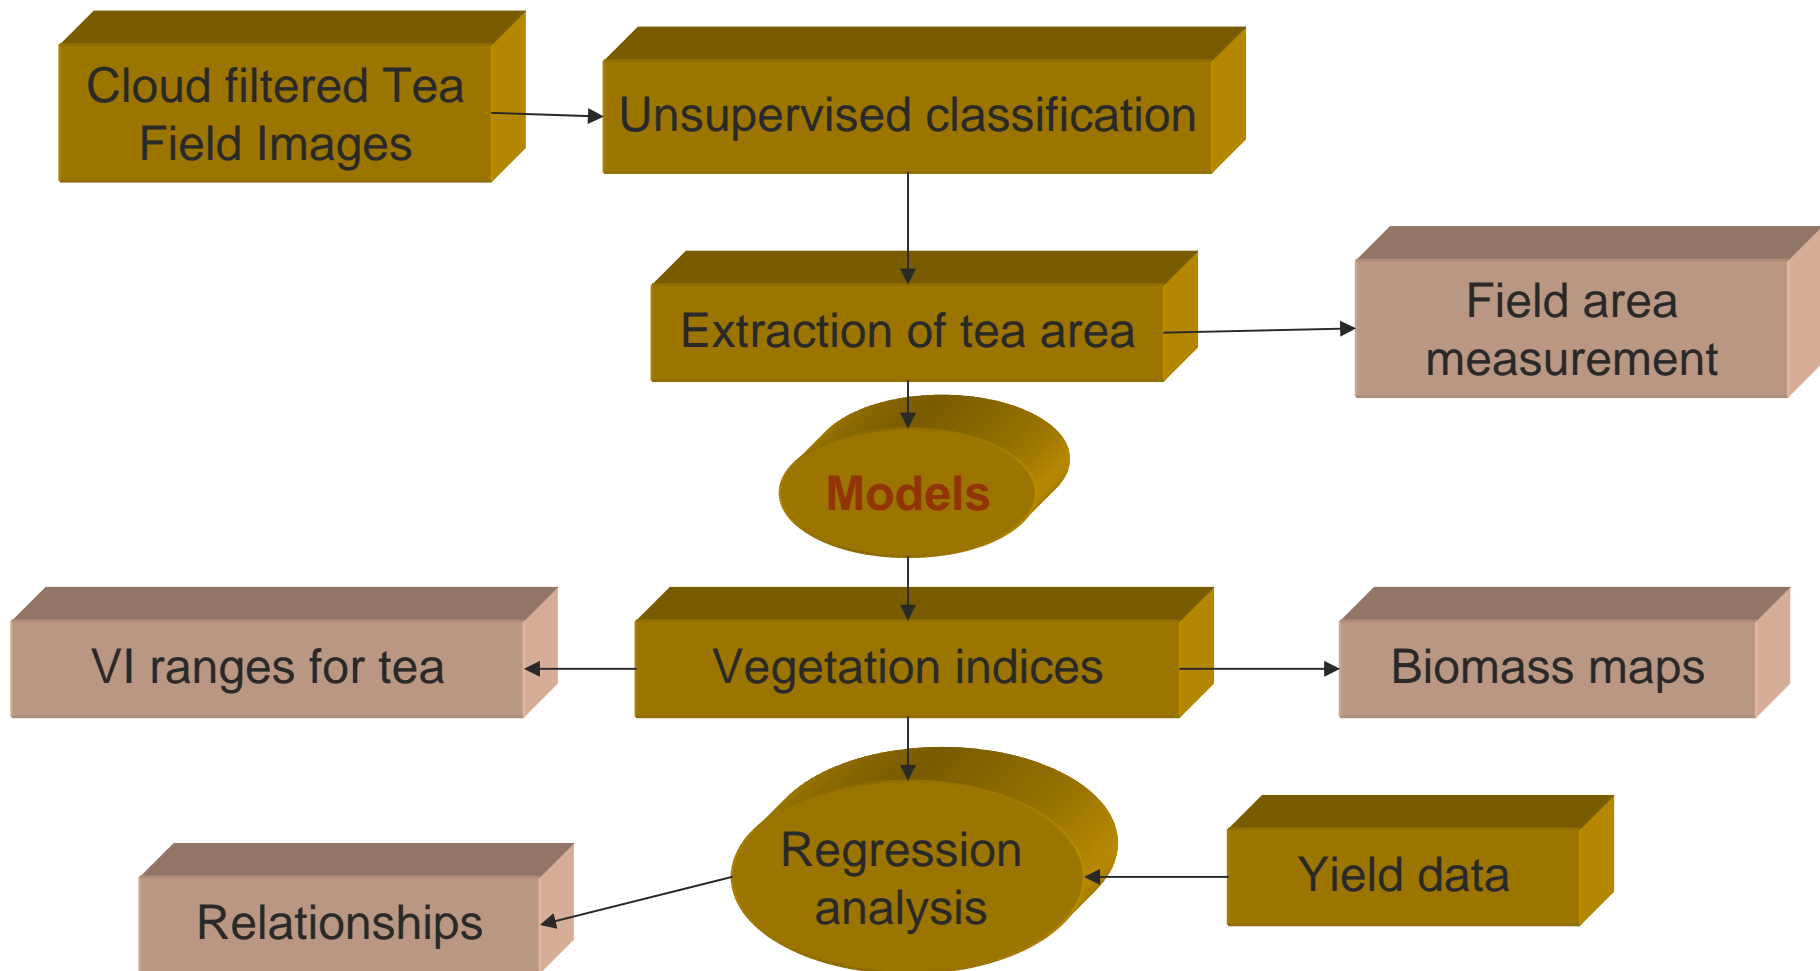 Cloud filtered Tea
Field Images
Unsupervised classification
Extraction of tea area
Field area
measurement
Models
VI ranges for tea
Vegetation indices
Biomass maps
Regression
analysis
Yield data
Relationships